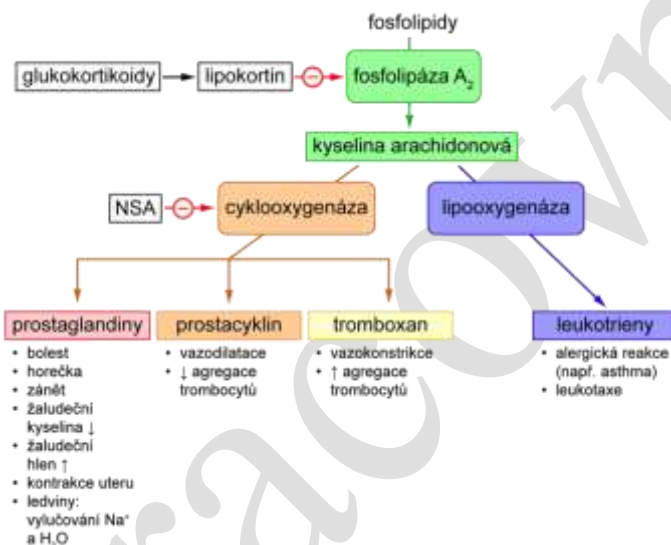 fosfolipidy
glukokortikoidy
lipokortin
fosfolipáza A₂
kyselina arachidonová
NSA
cyklooxygenáza
lipooxygenáza
prostaglandiny
• bolest
• horečka
• zánět
• žaludeční
kyselina ↓
• žaludeční
hlen ↑
• kontrakce uteru
• ledviny:
vylučování Na⁺
a H₂O
prostacyklin
• vazodilatace
• ↓ agregace
trombocytů
tromboxan
• vazokonstrikce
• ↑ agregace
trombocytů
leukotrieny
• alergická reakce
(např. asthma)
• leukotaxe